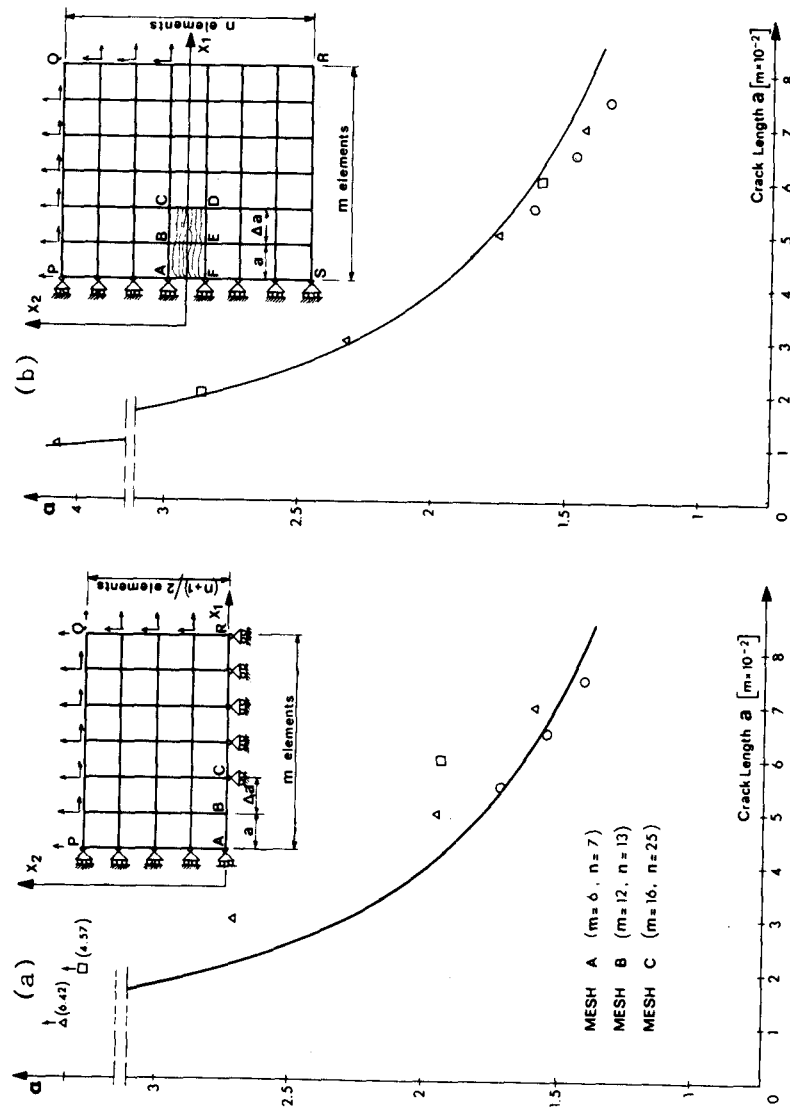 (a)
α
3
2.5
2
1.5
0
1
2
3
4
5
6
7
8
Crack Length a [m×10-2]
△(6.42)
□(4.57)
X2
P
Q
A
B
C
R
X1
a
Δa
m elements
(n+1)/2 elements
MESH A (m=6, n=7)
MESH B (m=12, n=13)
MESH C (m=16, n=25)
(b)
α
4
3
2.5
2
1.5
1
0
1
2
3
4
5
6
7
8
Crack Length a [m×10-2]
X2
P
Q
A
B
C
X1
F
E
D
a
Δa
S
R
m elements
n elements